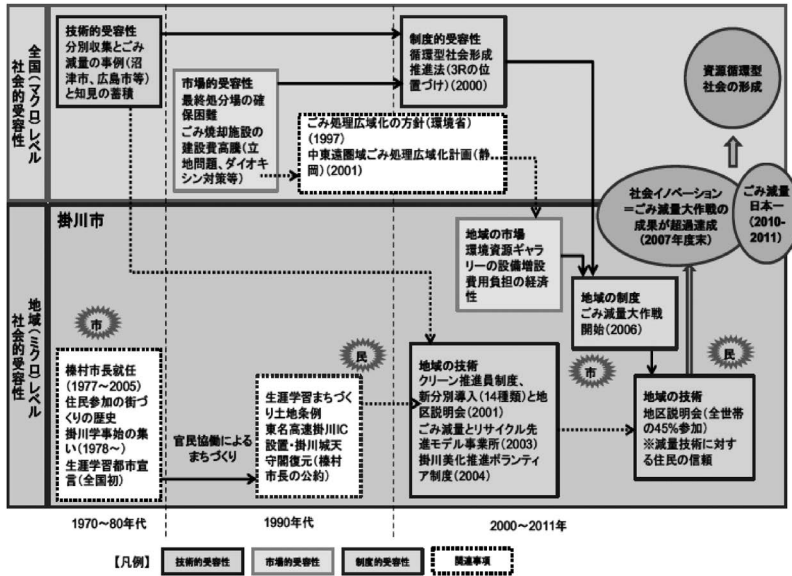 全国（マクロ）レベル
社会的受容性
技術的受容性
分別収集とごみ
減量の事例(沼
津市、広島市等)
と知見の蓄積
市場的受容性
最終処分場の確
保困難
ごみ焼却施設の
建設費高騰(立
地問題、ダイオキ
シン対策等)
制度的受容性
循環型社会形成
推進法(3Rの位
置づけ)(2000)
ごみ処理広域化の方針(環境省)
(1997)
中東遠圏域ごみ処理広域化計画(静
岡)(2001)
資源循環型
社会の形成
社会イノベーション
＝ごみ減量大作戦の
成果が超過達成
(2007年度末)
ごみ減量
日本一
(2010-
2011)
地域（ミクロ）レベル
社会的受容性
掛川市
市
榛村市長就任
(1977～2005)
住民参加の街づ
くりの歴史
掛川学事始の集
い(1978～)
生涯学習都市宣
言(全国初)
官民協働による
まちづくり
民
生涯学習まちづく
り土地条例
東名高速掛川IC
設置・掛川城天
守閣復元(榛村
市長の公約)
地域の市場
環境資源ギャラ
リーの設備増設
費用負担の経済
性
地域の技術
クリーン推進員制度、
新分別導入(14種類)と地
区説明会(2001)
ごみ減量とリサイクル先
進モデル事業所(2003)
掛川美化推進ボランティ
ア制度(2004)
地域の制度
ごみ減量大作戦
開始(2006)
市
民
地域の技術
地区説明会(全世帯
の45%参加)
※減量技術に対す
る住民の信頼
1970～80年代
1990年代
2000～2011年
【凡例】
技術的受容性
市場的受容性
制度的受容性
関連事項